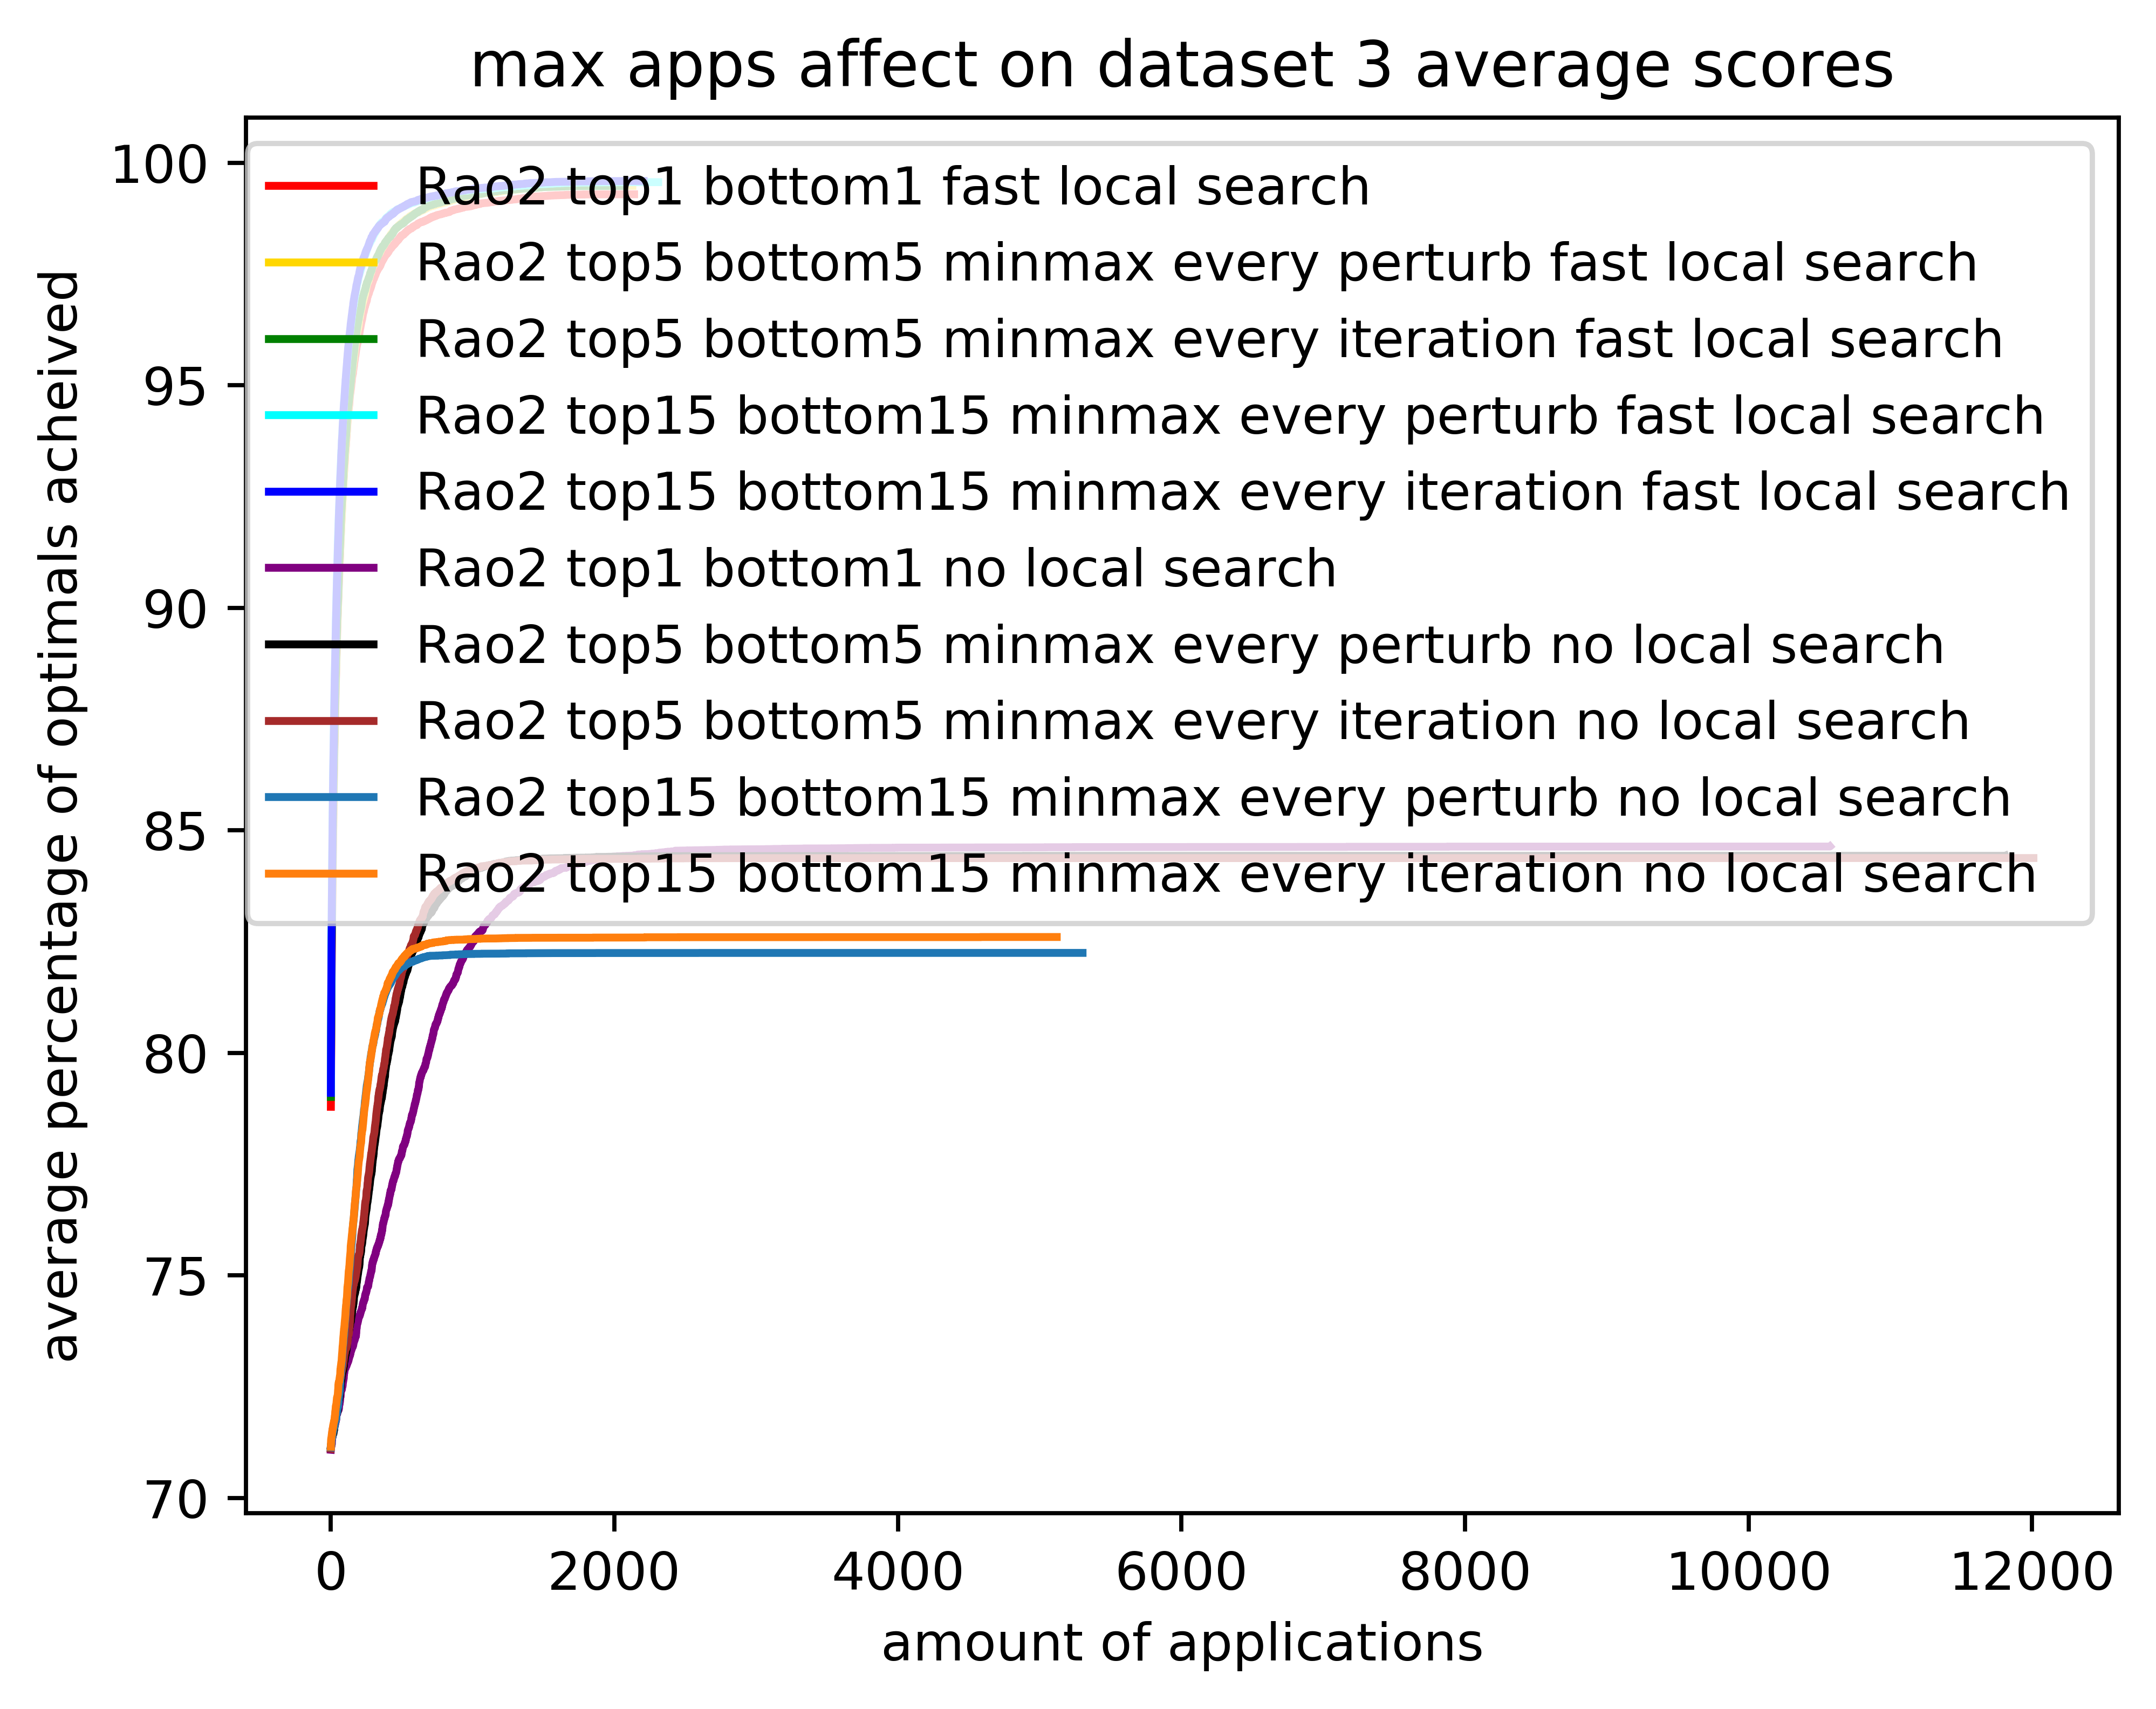 max apps affect on dataset 3 average scores
100
95
90
85
80
75
70
average percentage of optimals acheived
Rao2 top1 bottom1 fast local search
Rao2 top5 bottom5 minmax every perturb fast local search
Rao2 top5 bottom5 minmax every iteration fast local search
Rao2 top15 bottom15 minmax every perturb fast local search
Rao2 top15 bottom15 minmax every iteration fast local search
Rao2 top1 bottom1 no local search
Rao2 top5 bottom5 minmax every perturb no local search
Rao2 top5 bottom5 minmax every iteration no local search
Rao2 top15 bottom15 minmax every perturb no local search
Rao2 top15 bottom15 minmax every iteration no local search
0 2000 4000 6000 8000 10000 12000
amount of applications